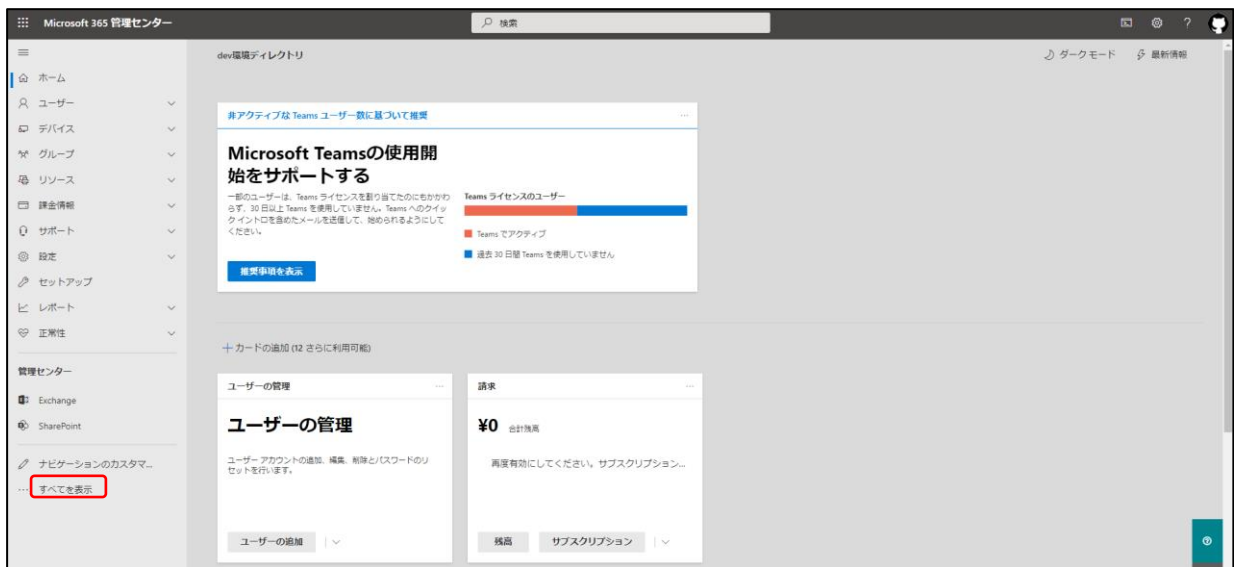 Microsoft 365 管理センター
検索
?
dev環境ディレクトリ
ダークモード
最新情報
ホーム
ユーザー
デバイス
グループ
リソース
課金情報
サポート
設定
セットアップ
レポート
正常性
管理センター
Exchange
SharePoint
ナビゲーションのカスタマ...
すべてを表示
非アクティブな Teams ユーザー数に基づいて推奨
Microsoft Teamsの使用開
始をサポートする
一部のユーザーは、Teams ライセンスを割り当てたのにもかかわ
らず、30 日以上 Teams を使用していません。Teams へのクイッ
ク イントロを含めたメールを送信して、始められるようにして
ください。
推奨事項を表示
Teams ライセンスのユーザー
Teams でアクティブ
過去 30 日間 Teams を使用していません
カードの追加 (12 さらに利用可能)
ユーザーの管理
ユーザーの管理
ユーザー アカウントの追加、編集、削除とパスワードのリ
セットを行います。
ユーザーの追加
請求
¥0 合計残高
再度有効にしてください。サブスクリプション...
残高
サブスクリプション